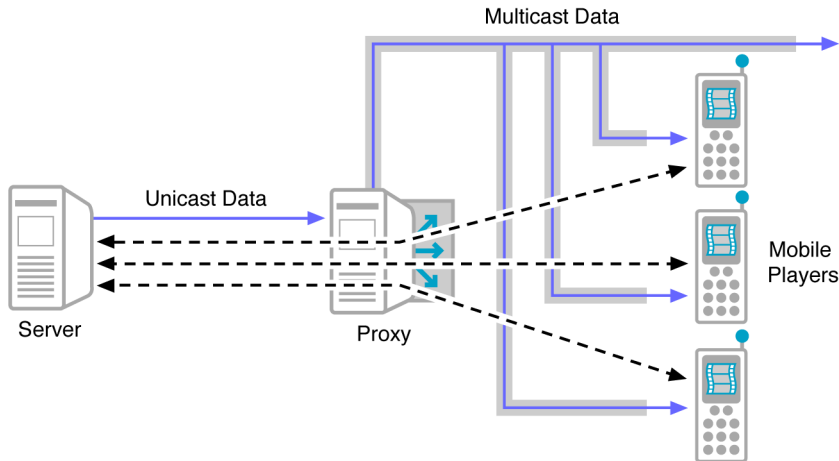 Multicast Data
Unicast Data
Server
Proxy
Mobile
Players